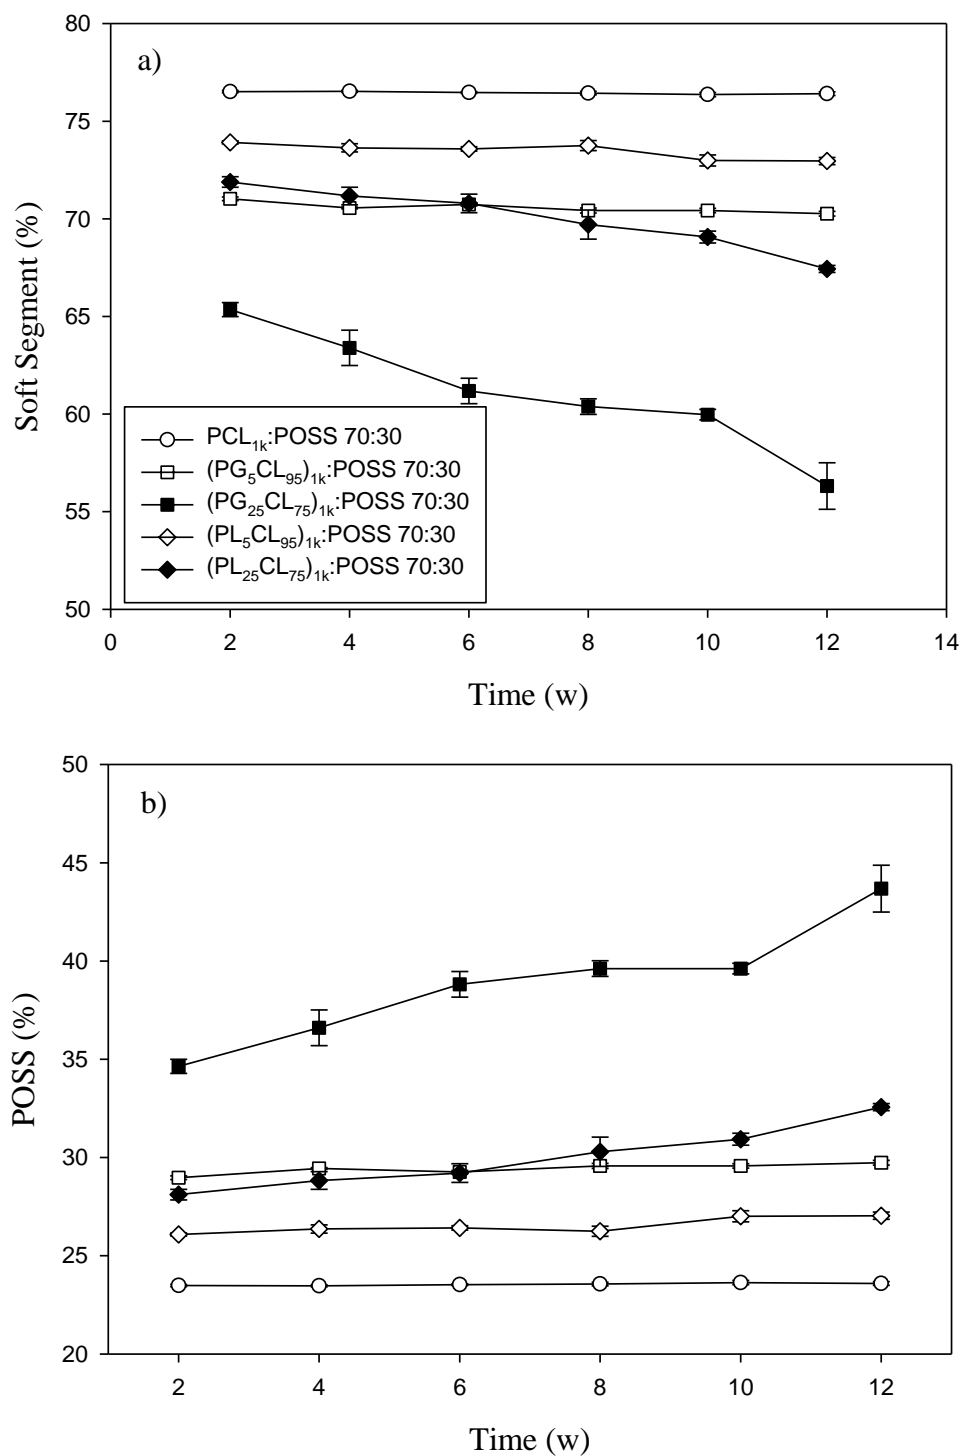 80
a)
75
70
65
60
55
50
Soft Segment (%)
PCL1k:POSS 70:30
(PG5CL95)1k:POSS 70:30
(PG25CL75)1k:POSS 70:30
(PL5CL95)1k:POSS 70:30
(PL25CL75)1k:POSS 70:30
0 2 4 6 8 10 12 14
Time (w)
50
b)
45
40
35
30
25
20
POSS (%)
2 4 6 8 10 12
Time (w)